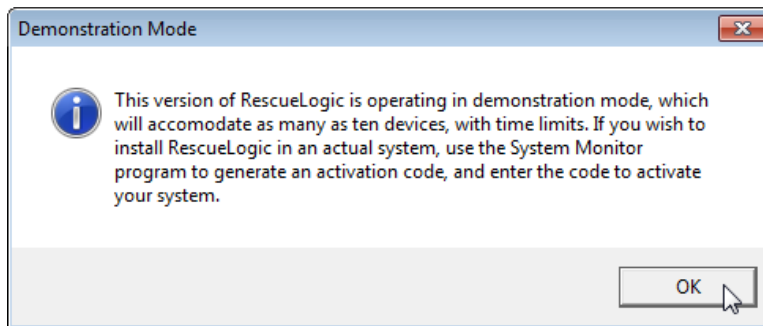 Demonstration Mode
This version of RescueLogic is operating in demonstration mode, which
will accomodate as many as ten devices, with time limits. If you wish to
install RescueLogic in an actual system, use the System Monitor
program to generate an activation code, and enter the code to activate
your system.
OK